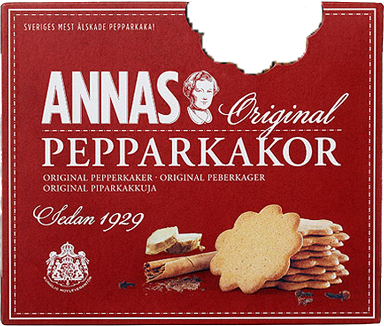 SVERIGES MEST ÄLSKADE PEPPARKAKA!
ANNAS Original
PEPPARKAKOR
ORIGINAL PEPPERKAKER · ORIGINAL PEBERKAGER
ORIGINAL PIPARKAKKUJA
Sedan 1929